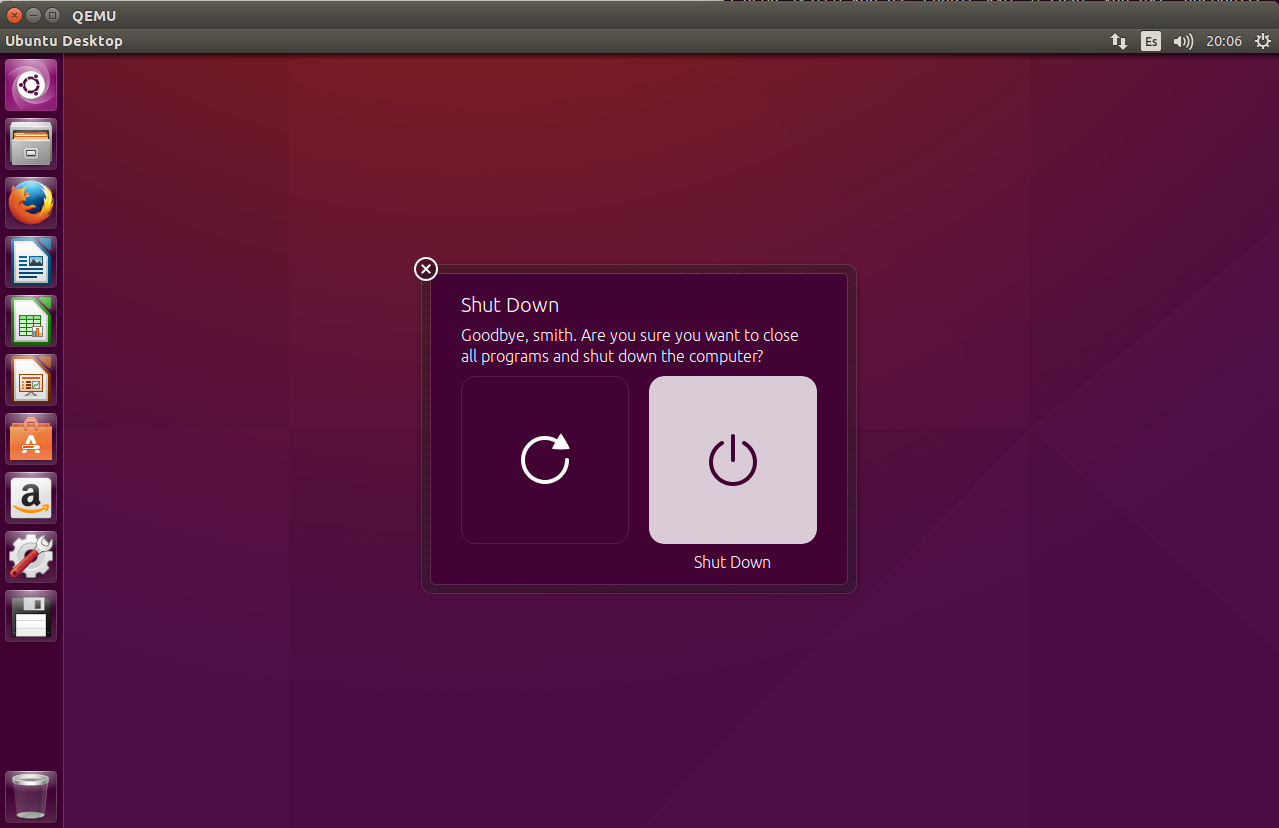 QEMU
Ubuntu Desktop
Es
20:06
Shut Down
Goodbye, smith. Are you sure you want to close
all programs and shut down the computer?
Shut Down